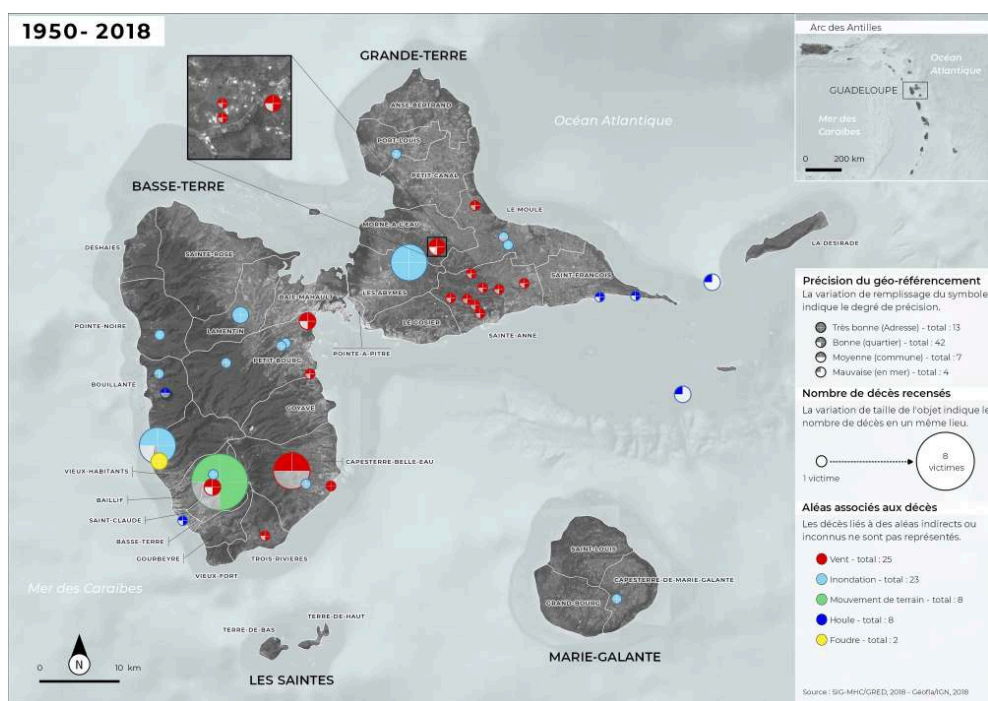 1950- 2018
Arc des Antilles
Océan
Atlantique
GUADELOUPE
Mer des
Caraïbes
0 200 km
GRANDE-TERRE
ANSE-BERTRAND
Océan Atlantique
PORT-LOUIS
PETIT-CANAL
BASSE-TERRE
LE MOULE
MORNE-A-L'EAU
DESHAIES
SAINTE-ROSE
LA DESIRADE
SAINT-FRANCOIS
LES ABYMES
BAIE-MAHAULT
LE GOSIER
SAINTE-ANNE
POINTE-NOIRE
LAMENTIN
POINTE-A-PITRE
PETIT-BOURG
BOUILLANTE
GOYAVE
VIEUX-HABITANTS
CAPESTERRE-BELLE-EAU
BAILLIF
SAINT-CLAUDE
BASSE-TERRE
GOURBEYRE
TROIS-RIVIERES
VIEUX-FORT
Mer des Caraïbes
SAINT-LOUIS
CAPESTERRE-DE-MARIE-GALANTE
GRAND-BOURG
TERRE-DE-HAUT
TERRE-DE-BAS
MARIE-GALANTE
LES SAINTES
N
0 10 km
Précision du géo-référencement
La variation de remplissage du symbole
indique le degré de précision.
Très bonne (Adresse) - total : 13
Bonne (quartier) - total : 42
Moyenne (commune) - total : 7
Mauvaise (en mer) - total : 4
Nombre de décès recensés
La variation de taille de l'objet indique le
nombre de décès en un même lieu.
1 victime
8
victimes
Aléas associés aux décès
Les décès liés à des aléas indirects ou
inconnus ne sont pas représentés.
Vent - total : 25
Inondation - total : 23
Mouvement de terrain - total : 8
Houle - total : 8
Foudre - total : 2
Source : SIG-MHC/GRED, 2018 - Géofla/IGN, 2018